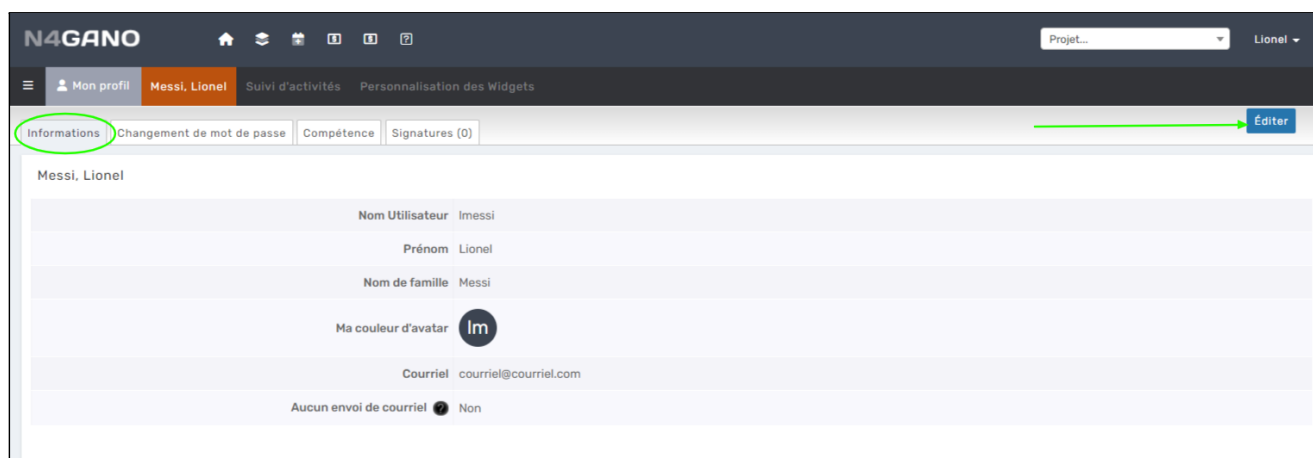 N4GANO Projet... Lionel
Mon profil Messi, Lionel Suivi d'activités Personnalisation des Widgets
Informations Changement de mot de passe Compétence Signatures (0) Éditer
Messi, Lionel
Nom Utilisateur lmessi
Prénom Lionel
Nom de famille Messi
Ma couleur d'avatar lm
Courriel courriel@courriel.com
Aucun envoi de courriel ? Non